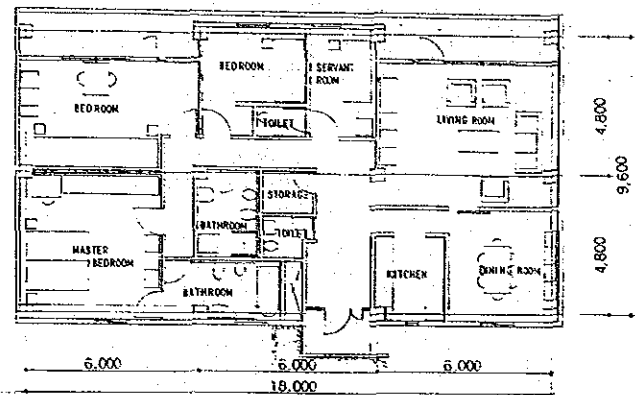 BEDROOM
SERVANT
ROOM
BEDROOM
TOILET
LIVING ROOM
4,800
9,600
STORAGE
BATHROOM
TOILET
MASTER
BEDROOM
KITCHEN
DINING ROOM
4,800
BATHROOM
6,000
6,000
6,000
18,000